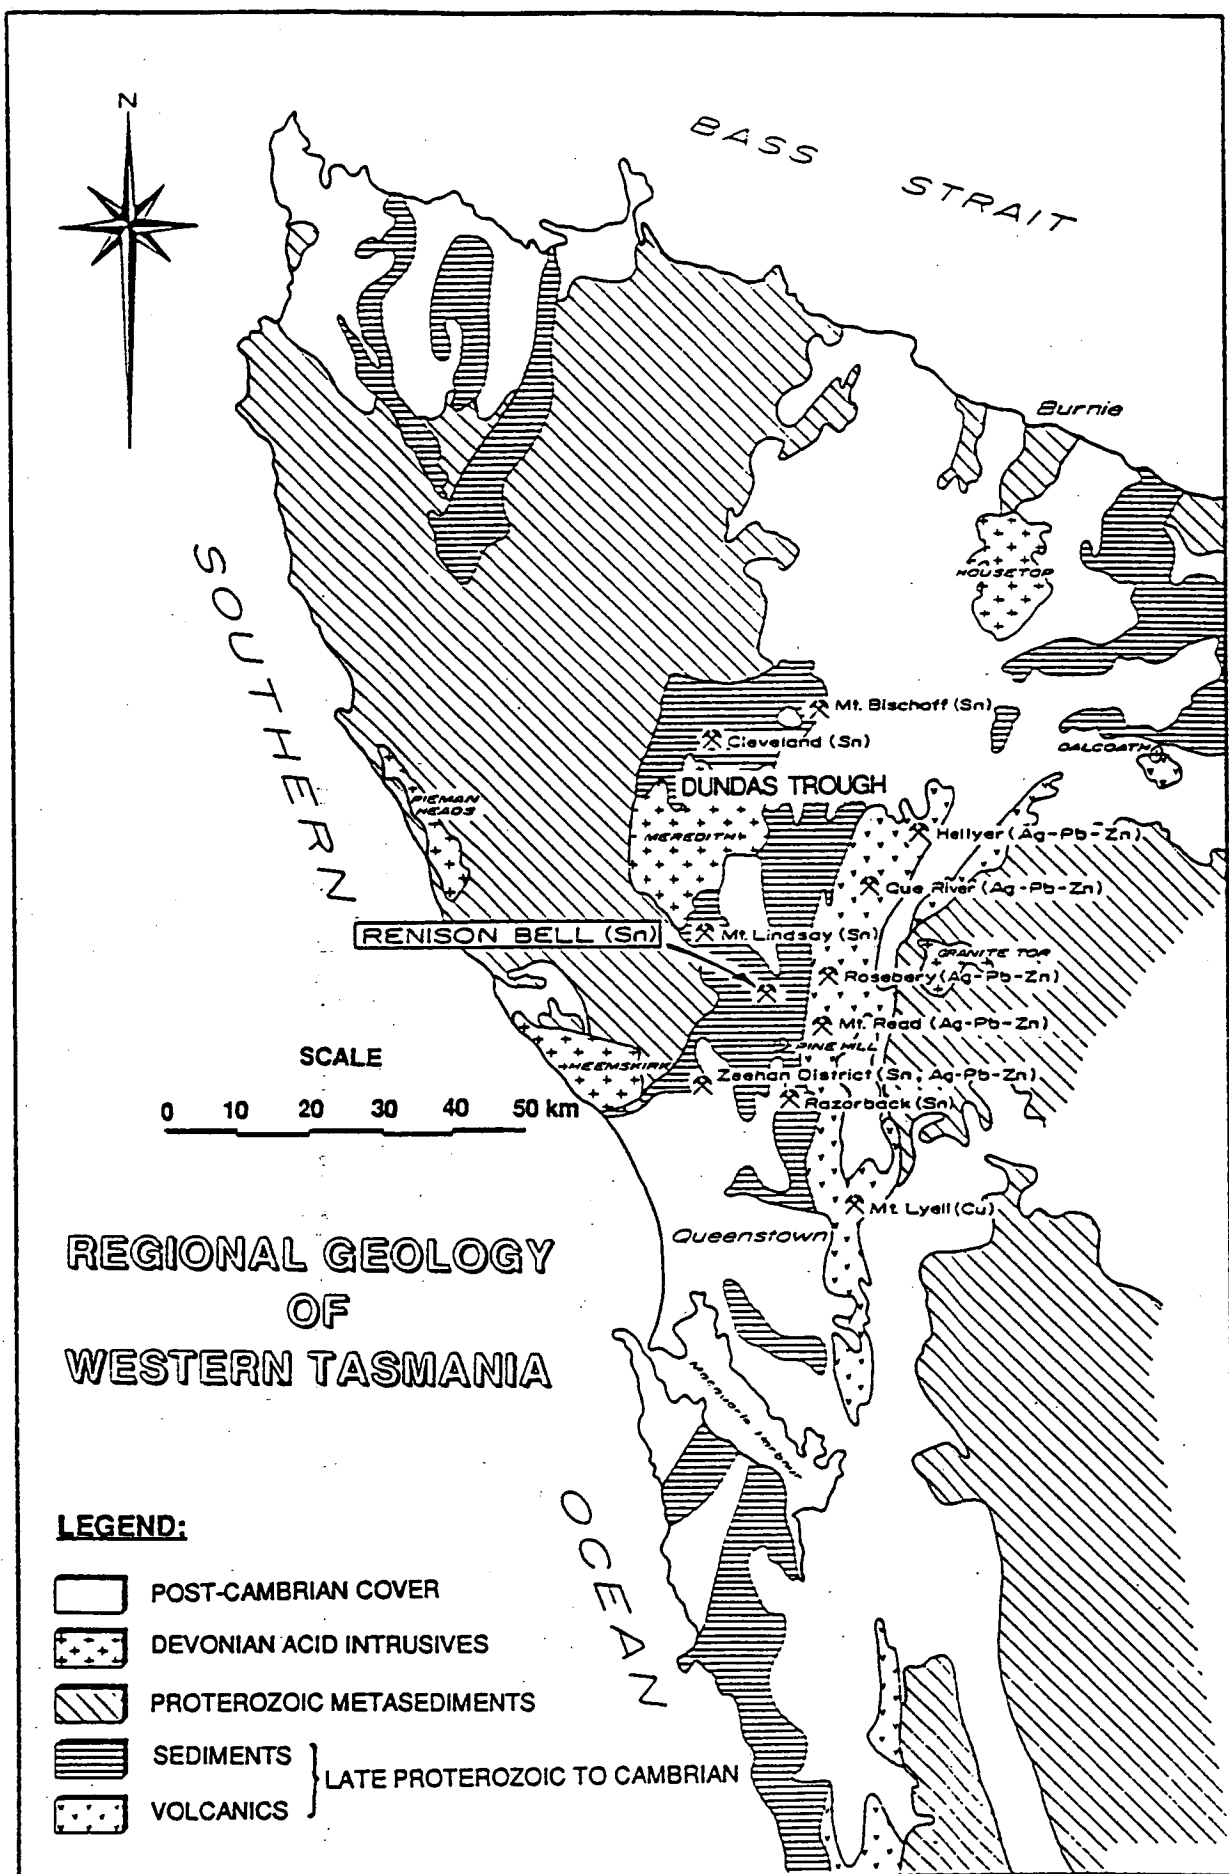 N
BASS
STRAIT
Burnie
HOUSETOP
SOUTHERN
Mt. Bischoff (Sn)
Cleveland (Sn)
DALCOATH
DUNDAS TROUGH
PIEMAN
HEADS
MEREDITH
Hellyer (Ag-Pb-Zn)
Que River (Ag-Pb-Zn)
RENISON BELL (Sn)
Mt. Lindsay (Sn)
GRANITE TOR
Rosebery (Ag-Pb-Zn)
Mt. Read (Ag-Pb-Zn)
PINE HILL
SCALE
HEEMSKIRK
Zeehan District (Sn, Ag-Pb-Zn)
Razorback (Sn)
0 10 20 30 40 50 km
Mt. Lyell (Cu)
Queenstown
REGIONAL GEOLOGY
OF
WESTERN TASMANIA
Macquarie Harbour
OCEAN
LEGEND:
POST-CAMBRIAN COVER
DEVONIAN ACID INTRUSIVES
PROTEROZOIC METASEDIMENTS
SEDIMENTS
LATE PROTEROZOIC TO CAMBRIAN
VOLCANICS